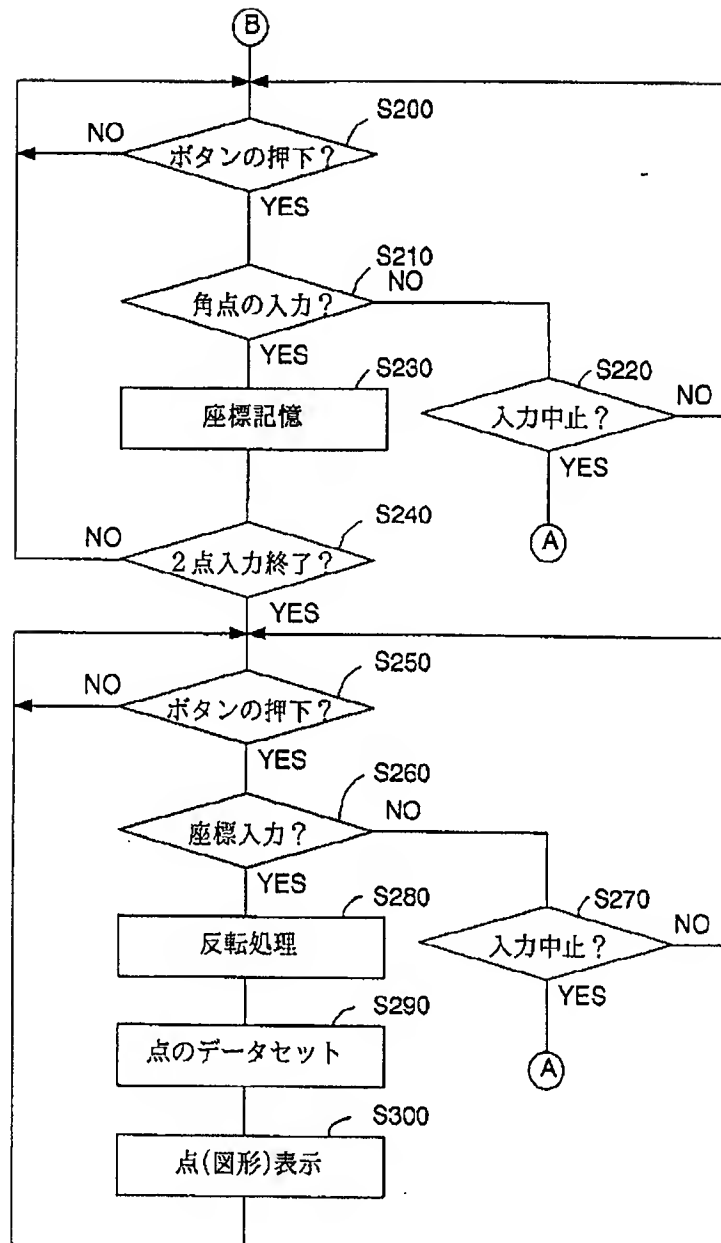 B
S200
NO
ボタンの押下？
YES
S210
NO
角点の入力？
YES
S230
座標記憶
S220
NO
入力中止？
YES
A
S240
NO
２点入力終了？
YES
S250
NO
ボタンの押下？
YES
S260
NO
座標入力？
YES
S280
反転処理
S270
NO
入力中止？
YES
A
S290
点のデータセット
S300
点(図形)表示